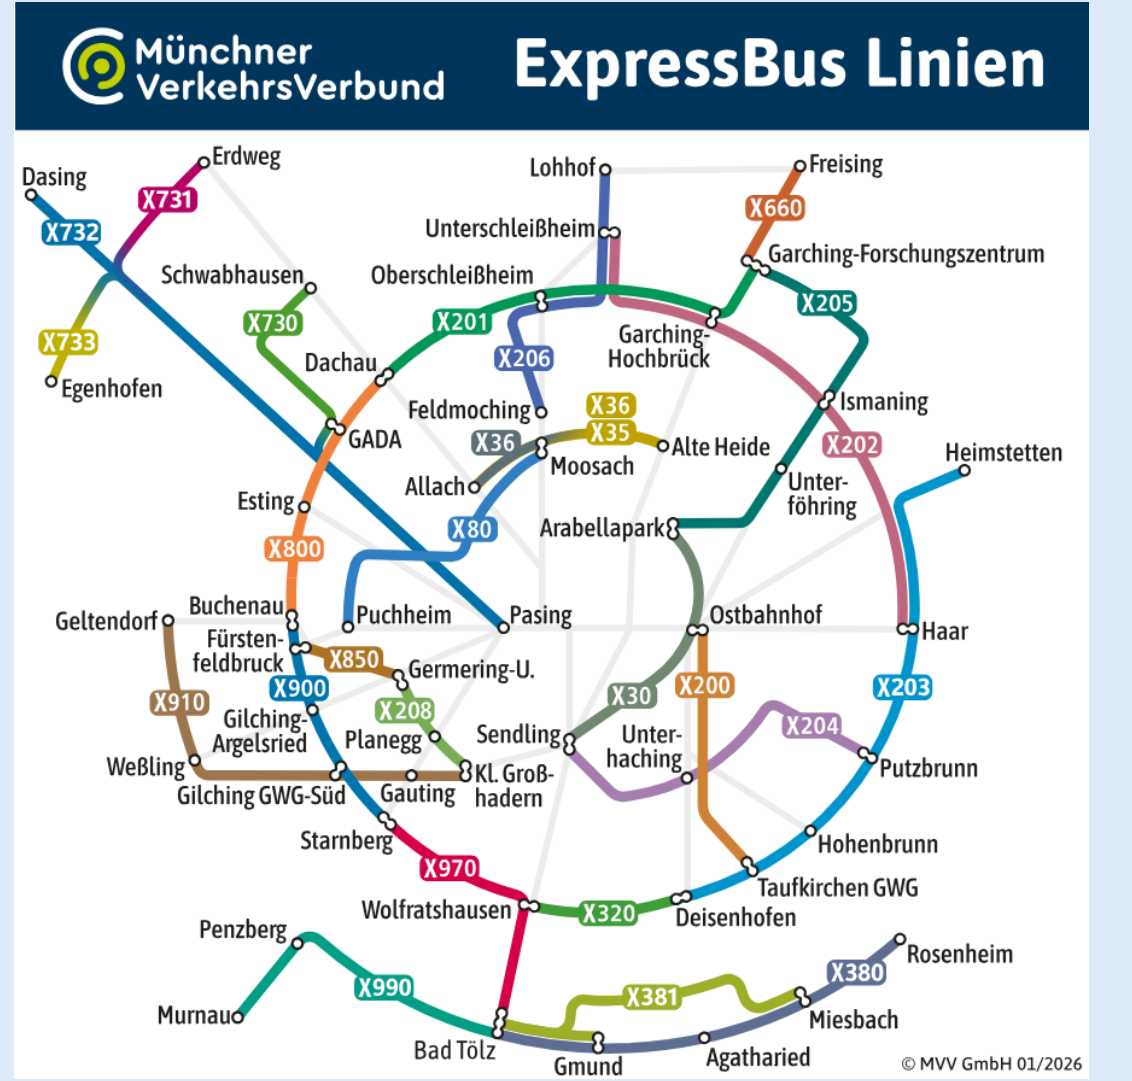 Münchner
VerkehrsVerbund
ExpressBus Linien
Erdweg
Dasing
X731
X732
Lohhof
Freising
X660
Unterschleißheim
Garching-Forschungszentrum
Schwabhausen
Oberschleißheim
X205
X733
X730
X201
Garching-
Hochbrück
Egenhofen
Dachau
X206
Feldmoching
X36
Ismaning
GADA
X36
X35
Alte Heide
X202
Moosach
Heimstetten
Allach
Unter-
föhring
Esting
X80
Arabellapark
X800
Buchenau
Puchheim
Pasing
Ostbahnhof
Geltendorf
Haar
Fürsten-
feldbruck
X850
Germering-U.
X900
X30
X200
X203
X910
X208
Gilching-
Argelsried
Planegg
Sendling
Unter-
haching
X204
Weßling
Putzbrunn
Gilching GWG-Süd
Gauting
Kl. Groß-
hadern
Starnberg
Hohenbrunn
X970
Taufkirchen GWG
Wolfratshausen
X320
Deisenhofen
Penzberg
Rosenheim
X990
X381
X380
Murnau
Miesbach
Bad Tölz
Agatharied
Gmund
© MVV GmbH 01/2026